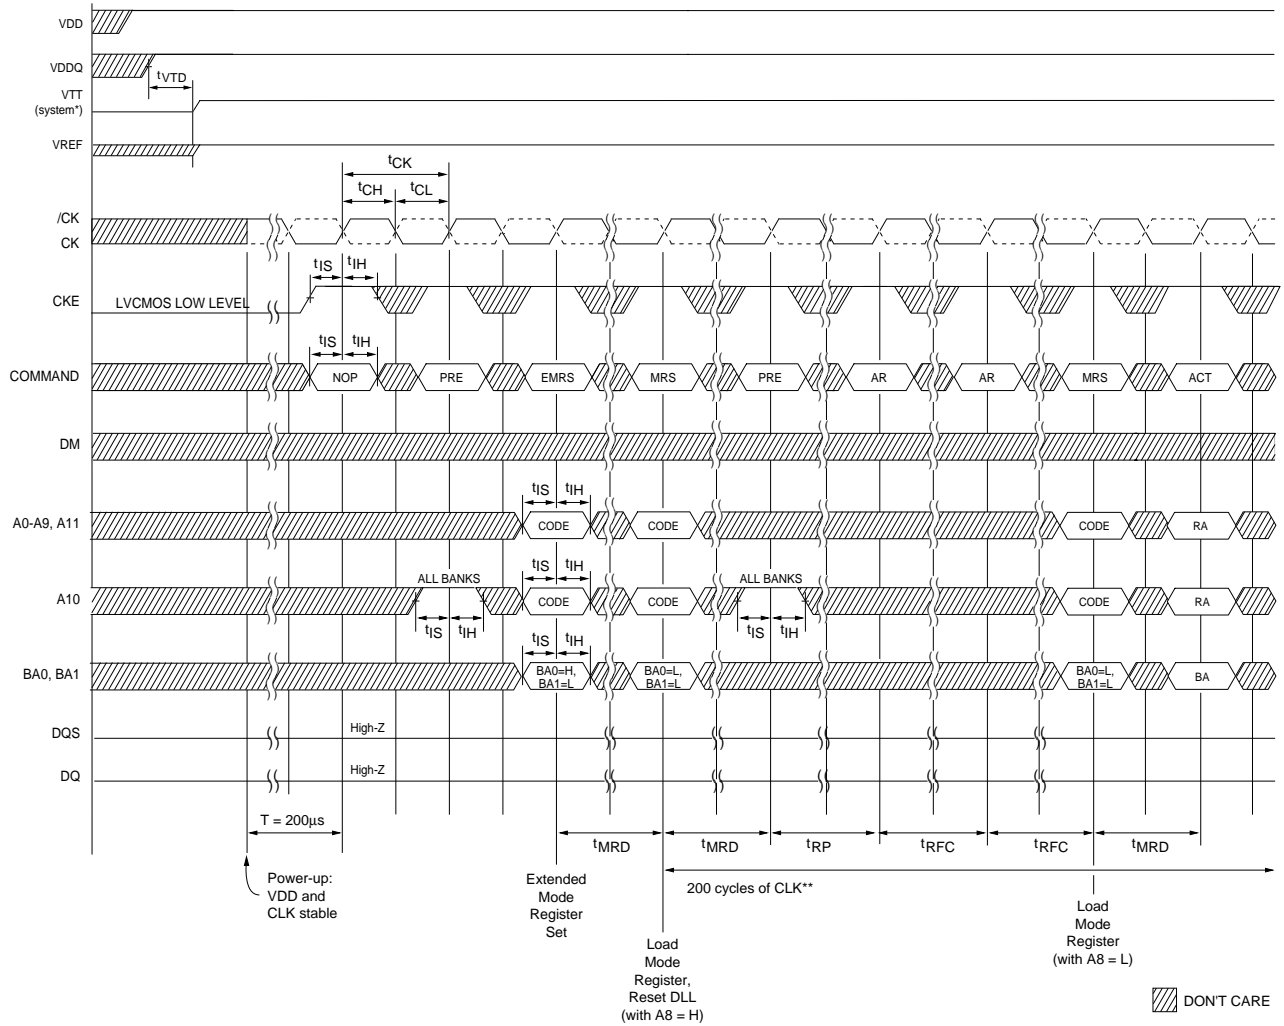 VDD
VDDQ
tVTD
VTT
(system*)
VREF
tCK
tCH tCL
/CK
CK
tIS tIH
CKE LVCMOS LOW LEVEL
tIS tIH
COMMAND NOP PRE EMRS MRS PRE AR AR MRS ACT
DM
tIS tIH
A0-A9, A11 CODE CODE CODE RA
ALL BANKS tIS tIH ALL BANKS
A10 CODE CODE CODE RA
tIS tIH tIS tIH
tIS tIH
BA0, BA1 BA0=H, BA1=L BA0=L, BA1=L BA0=L, BA1=L BA
DQS High-Z
DQ High-Z
T = 200µs
tMRD tMRD tRP tRFC tRFC tMRD
Power-up:
VDD and
CLK stable
Extended
Mode
Register
Set
200 cycles of CLK**
Load
Mode
Register,
Reset DLL
(with A8 = H)
Load
Mode
Register
(with A8 = L)
DON'T CARE